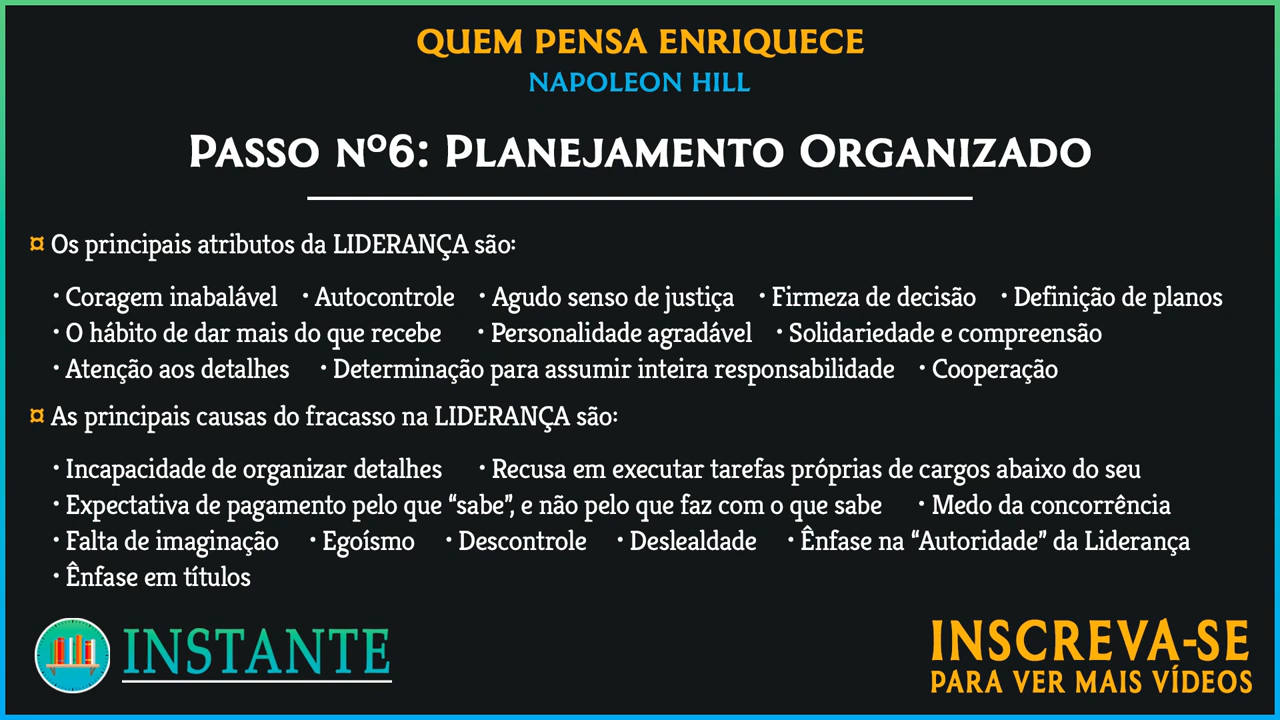 QUEM PENSA ENRIQUECE
NAPOLEON HILL
PASSO Nº6: PLANEJAMENTO ORGANIZADO
¤ Os principais atributos da LIDERANÇA são:
• Coragem inabalável • Autocontrole • Agudo senso de justiça • Firmeza de decisão • Definição de planos
• O hábito de dar mais do que recebe • Personalidade agradável • Solidariedade e compreensão
• Atenção aos detalhes • Determinação para assumir inteira responsabilidade • Cooperação
¤ As principais causas do fracasso na LIDERANÇA são:
• Incapacidade de organizar detalhes • Recusa em executar tarefas próprias de cargos abaixo do seu
• Expectativa de pagamento pelo que “sabe”, e não pelo que faz com o que sabe • Medo da concorrência
• Falta de imaginação • Egoísmo • Descontrole • Deslealdade • Ênfase na “Autoridade” da Liderança
• Ênfase em títulos
INSTANTE
INSCREVA-SE
PARA VER MAIS VÍDEOS